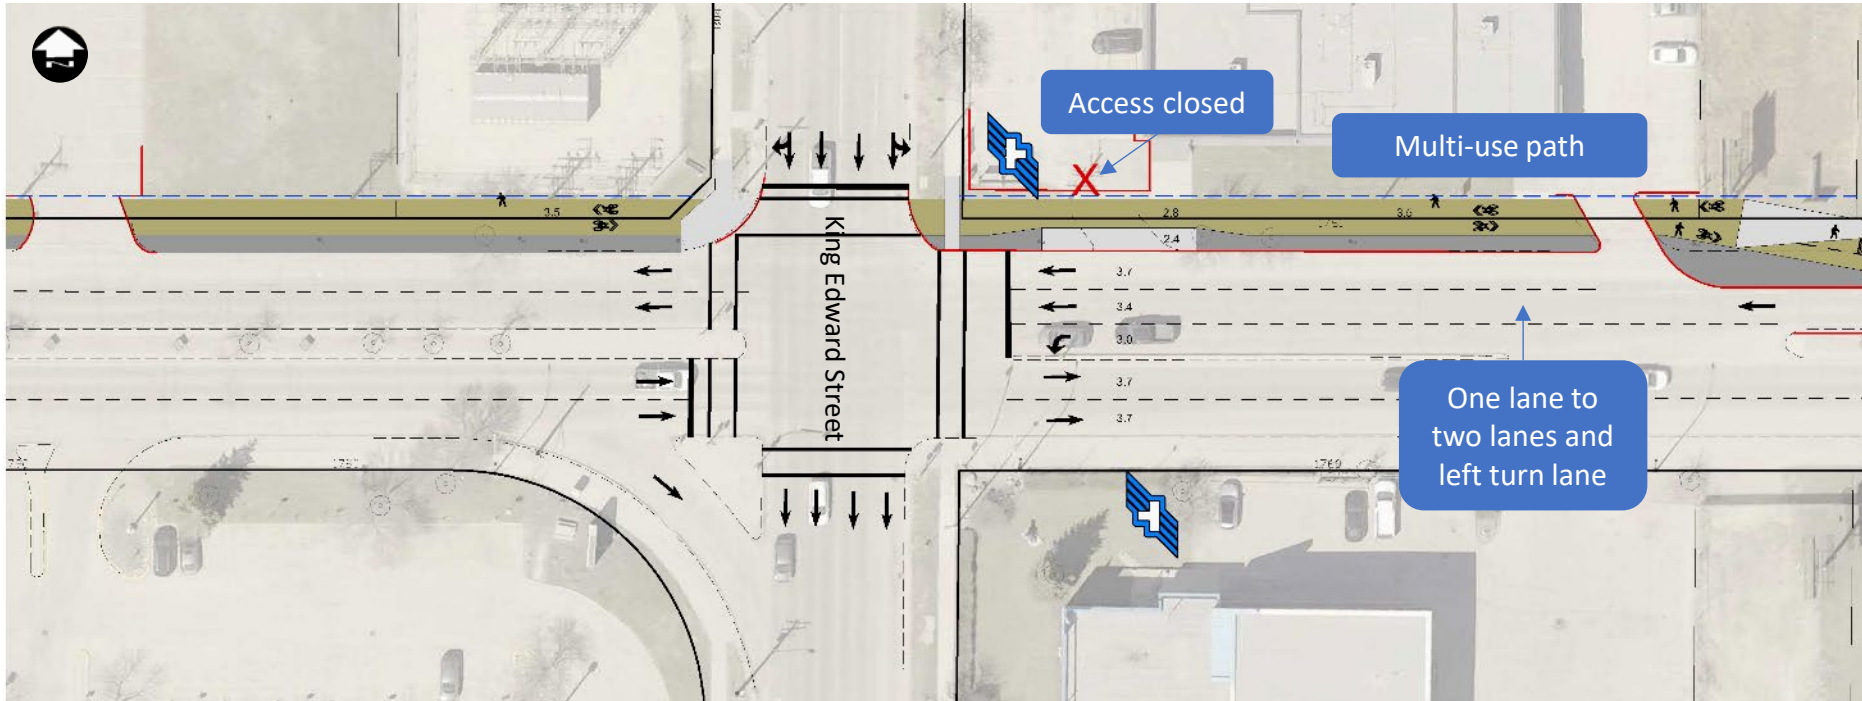 N
Access closed
Multi-use path
X
3.5
2.8
3.6
2.4
King Edward Street
3.7
3.4
3.0
3.7
3.7
One lane to
two lanes and
left turn lane
1769